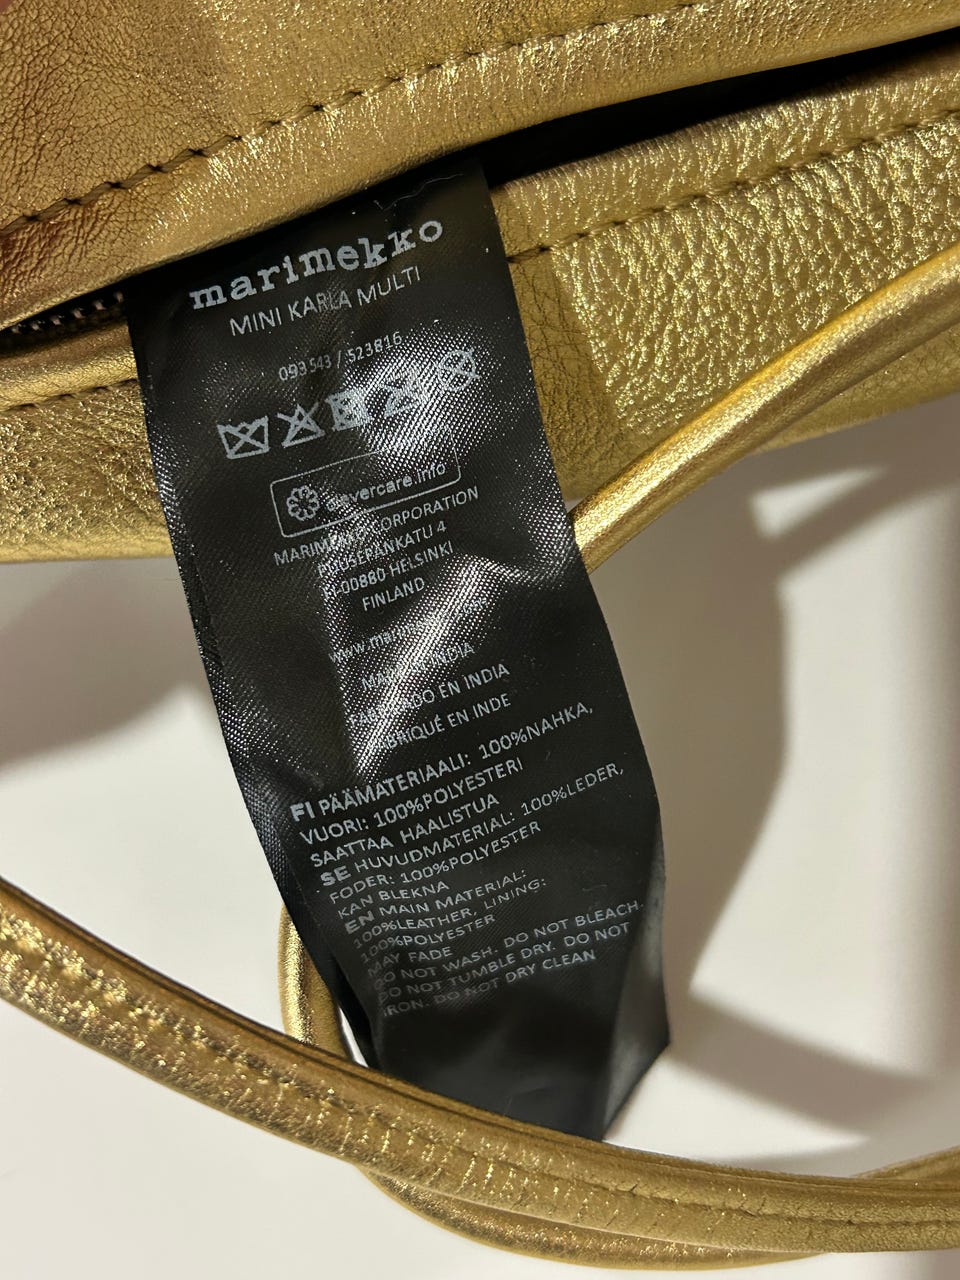 marimekko
MINI KARLA MULTI
093543 / 523816
clevercare.info
MARIMEKKO CORPORATION
PUUSEPÄNKATU 4
FI-00880 HELSINKI
FINLAND
MADE IN INDIA
FABRICADO EN INDIA
FABRIQUÉ EN INDE
FI PÄÄMATERIAALI: 100%NAHKA,
VUORI: 100%POLYESTERI
SAATTAA HAALISTUA
SE HUVUDMATERIAL: 100%LEDER,
FODER: 100%POLYESTER
KAN BLEKNA
EN MAIN MATERIAL:
100%LEATHER, LINING:
100%POLYESTER
MAY FADE
DO NOT WASH. DO NOT BLEACH.
DO NOT TUMBLE DRY. DO NOT
IRON. DO NOT DRY CLEAN